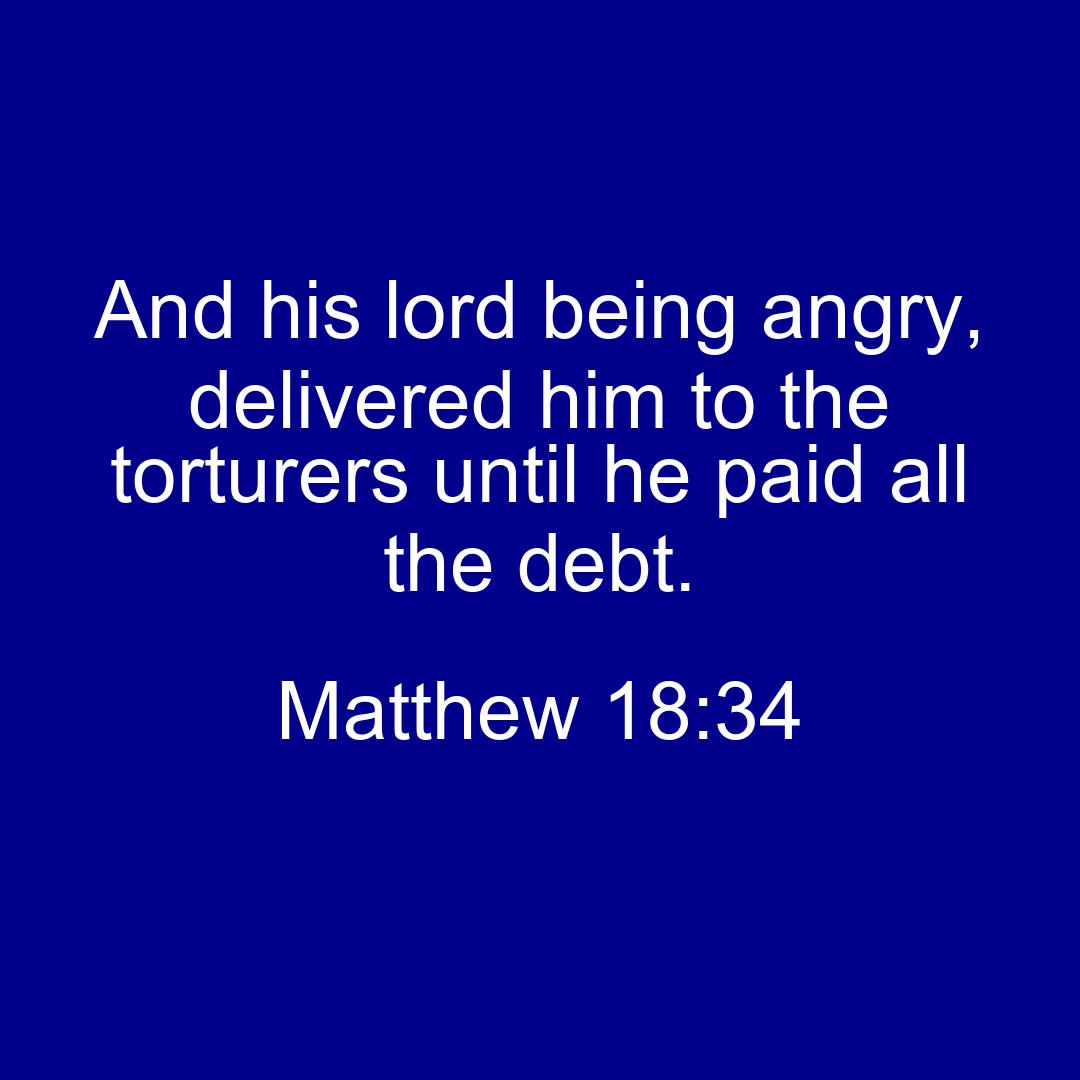 And his lord being angry,
delivered him to the
torturers until he paid all
the debt.
Matthew 18:34